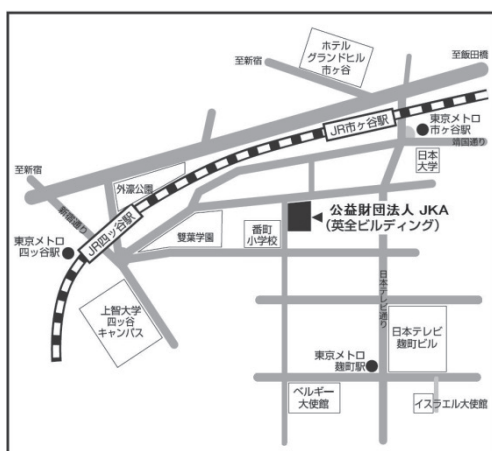 ホテル
グランドヒル
市ヶ谷
至新宿
至飯田橋
JR市ヶ谷駅
東京メトロ
市ヶ谷駅
靖国通り
日本
大学
至新宿
外濠公園
新宿通り
JR四ッ谷駅
東京メトロ
四ッ谷駅
雙葉学園
番町
小学校
公益財団法人 JKA
(英全ビルディング)
上智大学
四ッ谷
キャンパス
日本テレビ通り
日本テレビ
麹町ビル
東京メトロ
麹町駅
ベルギー
大使館
イスラエル大使館